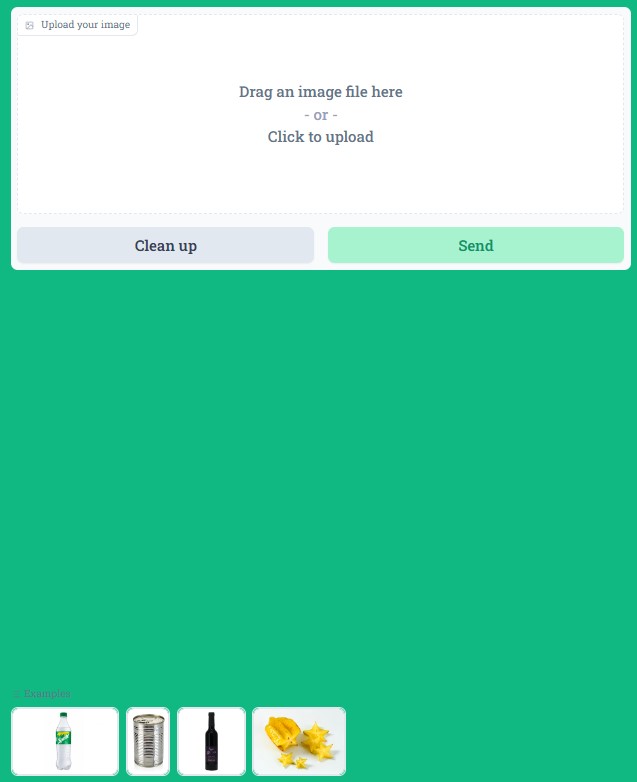 Upload your image
Drag an image file here
- or -
Click to upload
Clean up
Send
Examples